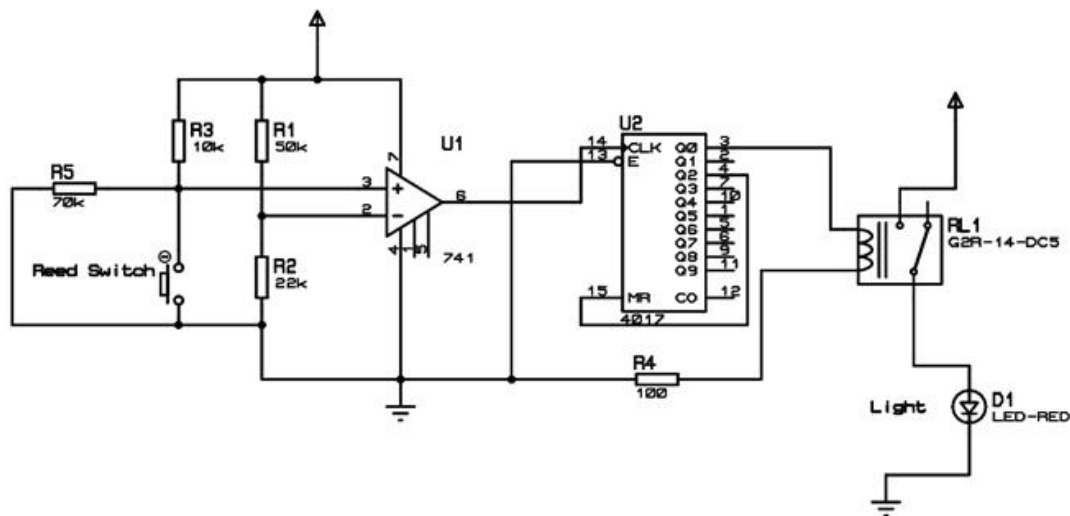 R3
10k
R1
50k
R5
70k
U1
7
3
+
2
−
6
4
1
5
741
Reed Switch
R2
22k
U2
14 CLK Q0 3
13 E Q1 2
Q2 4
Q3 7
Q4 10
Q5 1
Q6 5
Q7 6
Q8 9
Q9 11
15 MR CO 12
4017
R4
100
RL1
G2R-14-DC5
Light
D1
LED-RED